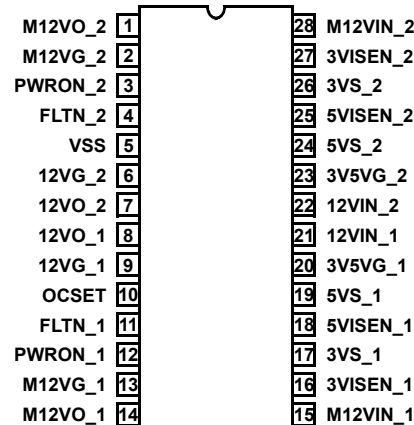 M12VO_2 1 28 M12VIN_2
M12VG_2 2 27 3VISEN_2
PWRON_2 3 26 3VS_2
FLTN_2 4 25 5VISEN_2
VSS 5 24 5VS_2
12VG_2 6 23 3V5VG_2
12VO_2 7 22 12VIN_2
12VO_1 8 21 12VIN_1
12VG_1 9 20 3V5VG_1
OCSET 10 19 5VS_1
FLTN_1 11 18 5VISEN_1
PWRON_1 12 17 3VS_1
M12VG_1 13 16 3VISEN_1
M12VO_1 14 15 M12VIN_1